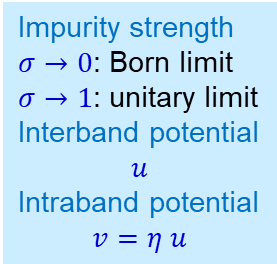 Impurity strength
σ → 0: Born limit
σ → 1: unitary limit
Interband potential
u
Intraband potential
v = η u